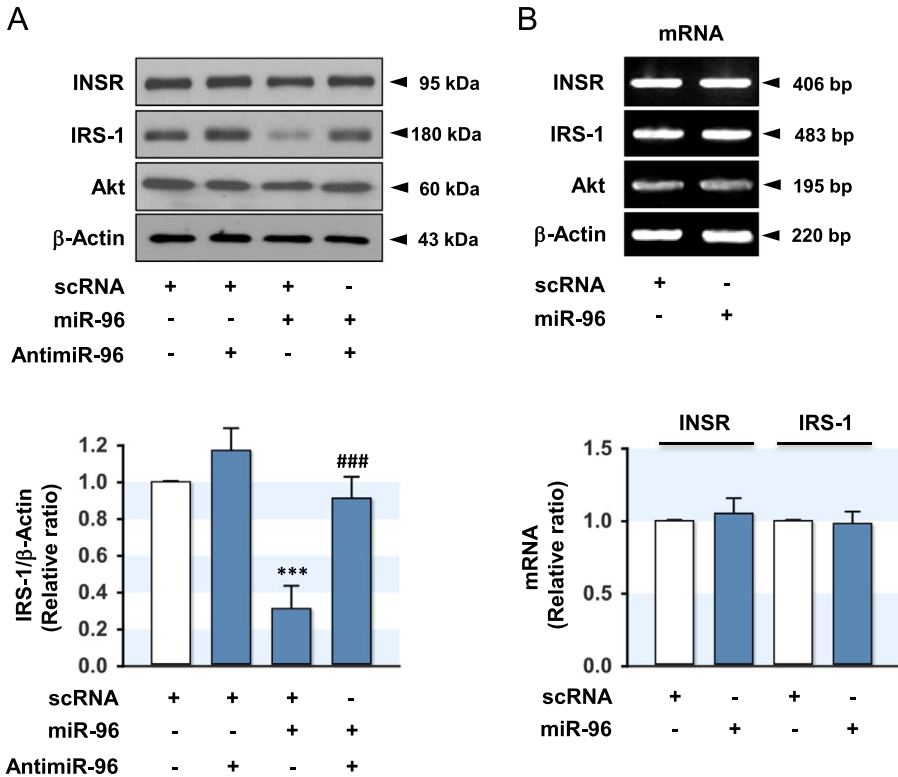 A
INSR
95 kDa
IRS-1
180 kDa
Akt
60 kDa
β-Actin
43 kDa
scRNA + + + -
miR-96 - - + +
AntimiR-96 - + - +
IRS-1/β-Actin
(Relative ratio)
1.2
1.0
0.8
0.6
0.4
0.2
0.0
***
###
scRNA + + + -
miR-96 - - + +
AntimiR-96 - + - +
B
mRNA
INSR
406 bp
IRS-1
483 bp
Akt
195 bp
β-Actin
220 bp
scRNA + -
miR-96 - +
INSR IRS-1
mRNA
(Relative ratio)
1.5
1.0
0.5
0.0
scRNA + - + -
miR-96 - + - +